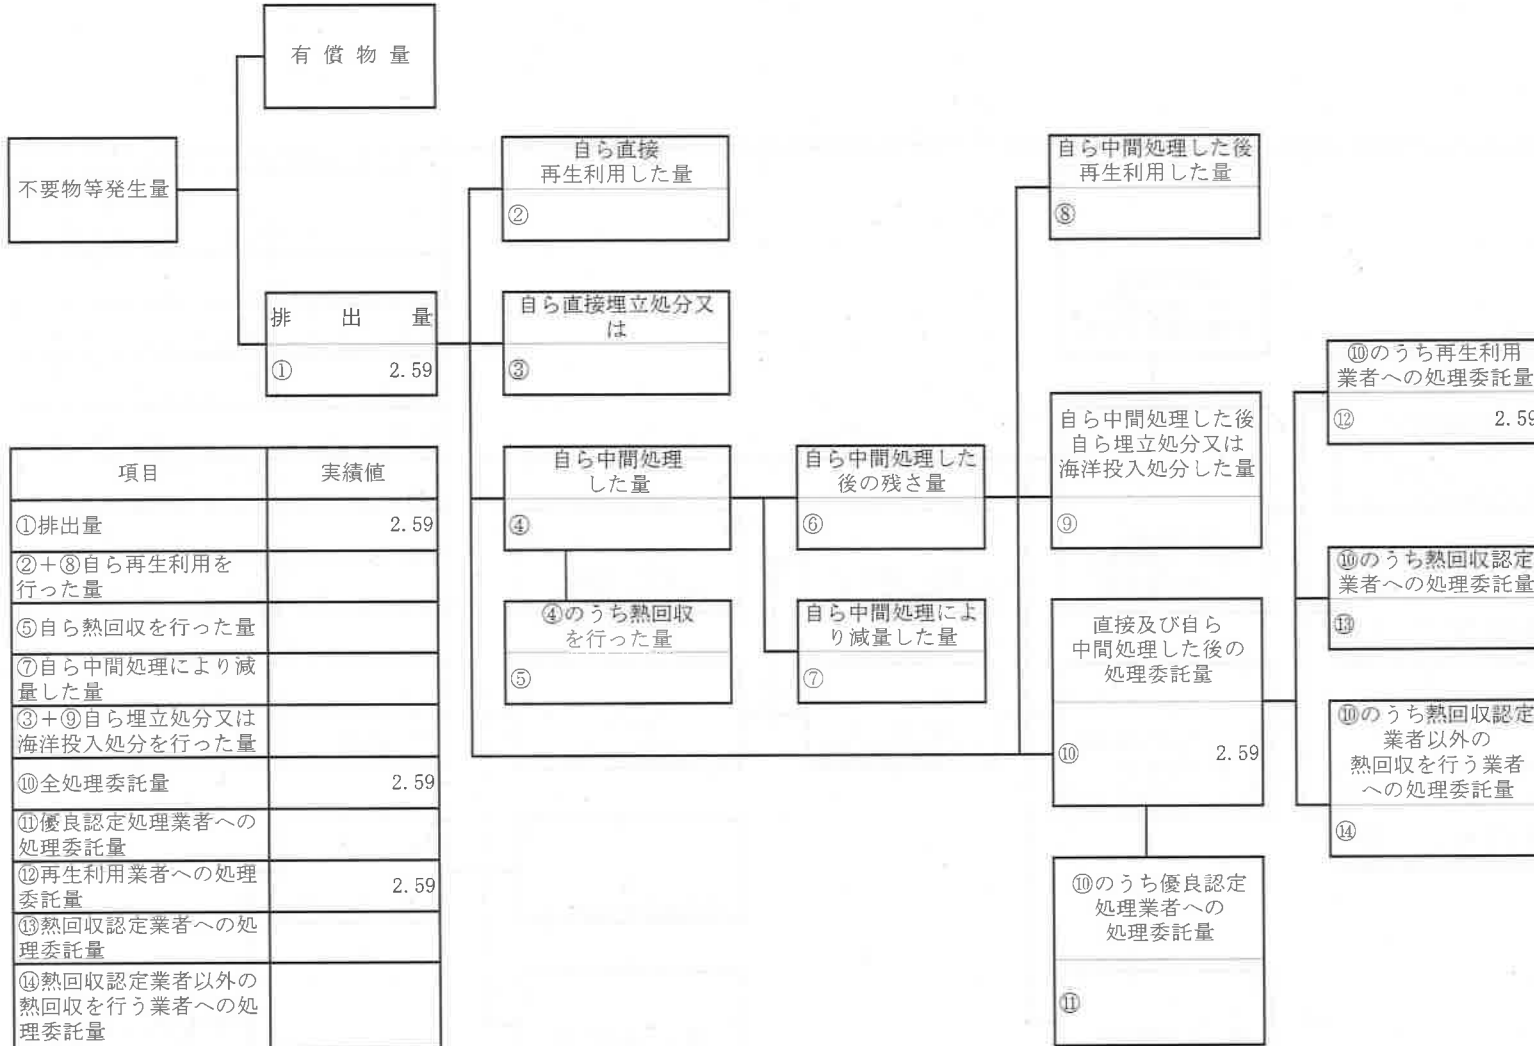 有償物量
不要物等発生量
排出量
① 2.59
自ら直接
再生利用した量
②
自ら直接埋立処分又
は
③
自ら中間処理
した量
④
④のうち熱回収
を行った量
⑤
自ら中間処理した
後の残さ量
⑥
自ら中間処理によ
り減量した量
⑦
自ら中間処理した後
再生利用した量
⑧
自ら中間処理した後
自ら埋立処分又は
海洋投入処分した量
⑨
直接及び自ら
中間処理した後の
処理委託量
⑩ 2.59
⑩のうち優良認定
処理業者への
処理委託量
⑪
⑩のうち再生利用
業者への処理委託量
⑫ 2.59
⑩のうち熱回収認定
業者への処理委託量
⑬
⑩のうち熱回収認定
業者以外の
熱回収を行う業者
への処理委託量
⑭
項目 実績値
①排出量 2.59
②+⑧自ら再生利用を
行った量
⑤自ら熱回収を行った量
⑦自ら中間処理により減
量した量
③+⑨自ら埋立処分又は
海洋投入処分を行った量
⑩全処理委託量 2.59
⑪優良認定処理業者への
処理委託量
⑫再生利用業者への処理
委託量 2.59
⑬熱回収認定業者への処
理委託量
⑭熱回収認定業者以外の
熱回収を行う業者への処
理委託量